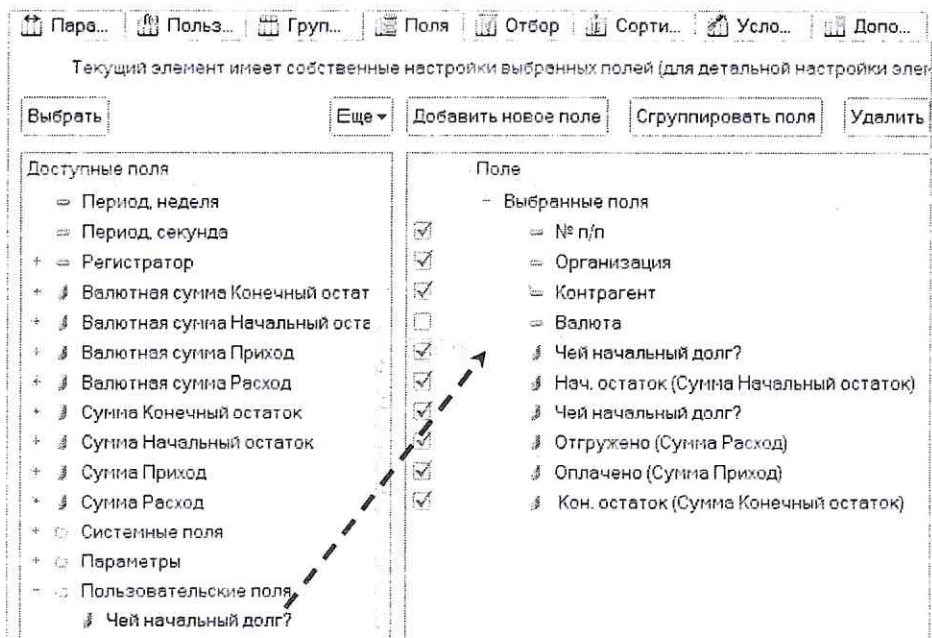 Пара... Польз... Груп... Поля Отбор Сорти... Усло... Допо...
Текущий элемент имеет собственные настройки выбранных полей (для детальной настройки элем
Выбрать Еще Добавить новое поле Сгруппировать поля Удалить
Доступные поля
Период, неделя
Период, секунда
Регистратор
Валютная сумма Конечный остат
Валютная сумма Начальный оста
Валютная сумма Приход
Валютная сумма Расход
Сумма Конечный остаток
Сумма Начальный остаток
Сумма Приход
Сумма Расход
Системные поля
Параметры
Пользовательские поля
Чей начальный долг?
Поле
Выбранные поля
№ п/п
Организация
Контрагент
Валюта
Чей начальный долг?
Нач. остаток (Сумма Начальный остаток)
Чей начальный долг?
Отгружено (Сумма Расход)
Оплачено (Сумма Приход)
Кон. остаток (Сумма Конечный остаток)